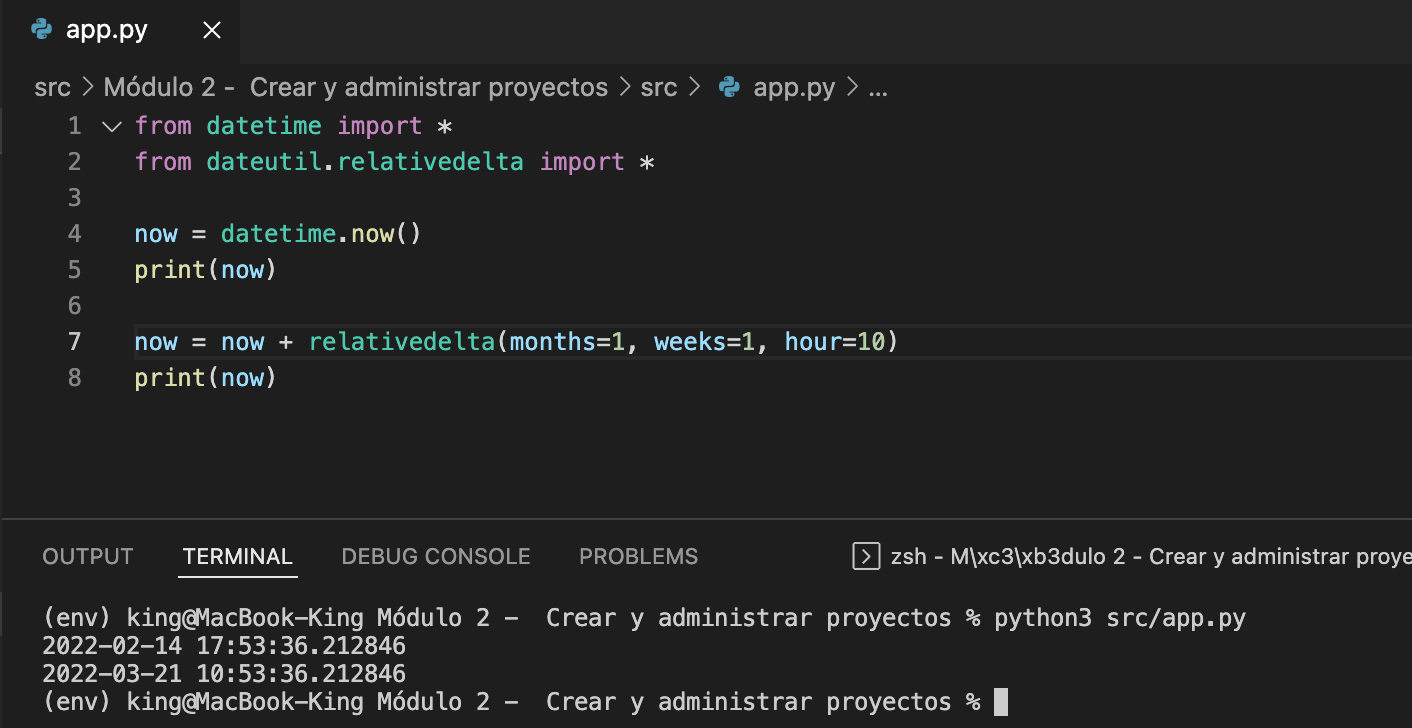 app.py
src > Módulo 2 -  Crear y administrar proyectos > src > app.py > ...
1 from datetime import *
2 from dateutil.relativedelta import *
3
4 now = datetime.now()
5 print(now)
6
7 now = now + relativedelta(months=1, weeks=1, hour=10)
8 print(now)
OUTPUT TERMINAL DEBUG CONSOLE PROBLEMS zsh - M\xc3\xb3dulo 2 - Crear y administrar proye
(env) king@MacBook-King Módulo 2 -  Crear y administrar proyectos % python3 src/app.py
2022-02-14 17:53:36.212846
2022-03-21 10:53:36.212846
(env) king@MacBook-King Módulo 2 -  Crear y administrar proyectos %